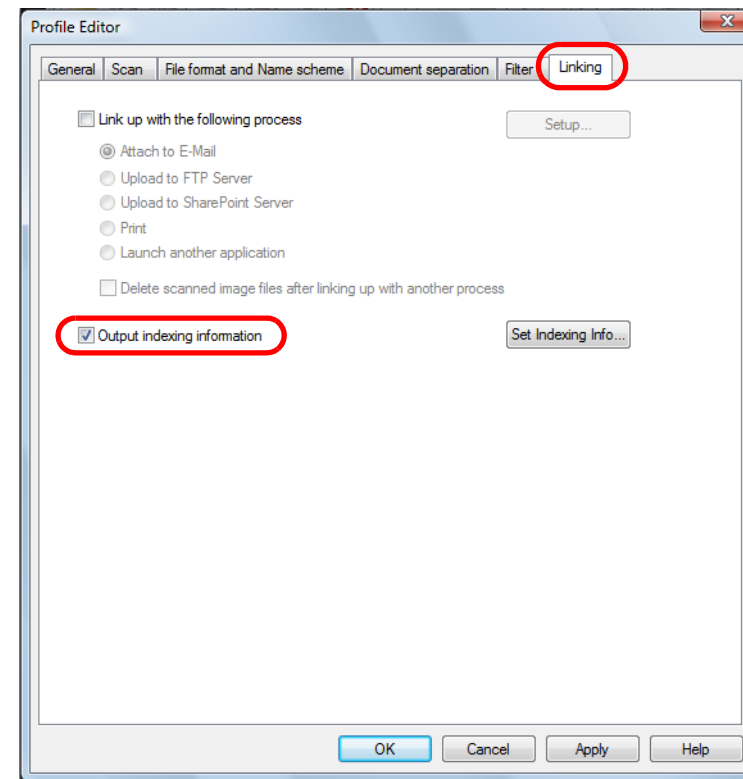 Profile Editor
General Scan File format and Name scheme Document separation Filter Linking
Link up with the following process Setup...
Attach to E-Mail
Upload to FTP Server
Upload to SharePoint Server
Print
Launch another application
Delete scanned image files after linking up with another process
Output indexing information Set Indexing Info...
OK Cancel Apply Help